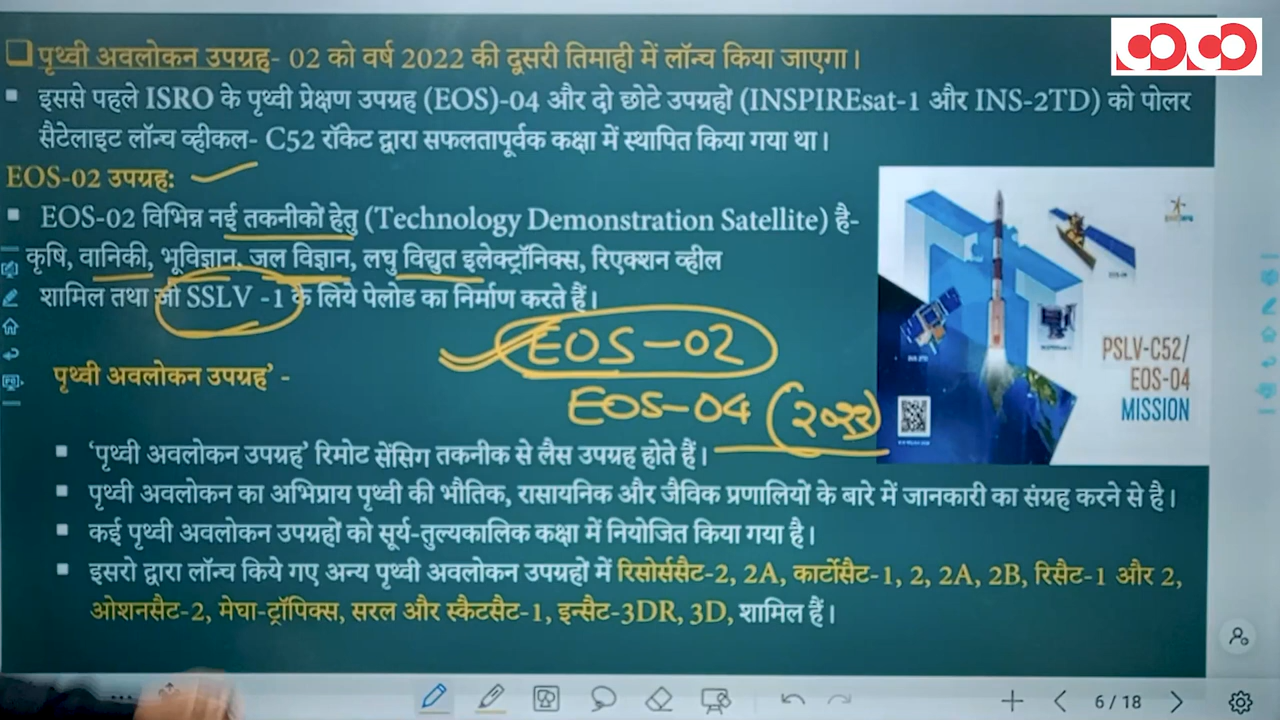 पृथ्वी अवलोकन उपग्रह- 02 को वर्ष 2022 की दूसरी तिमाही में लॉन्च किया जाएगा।
इससे पहले ISRO के पृथ्वी प्रेक्षण उपग्रह (EOS)-04 और दो छोटे उपग्रहों (INSPIREsat-1 और INS-2TD) को पोलर
सैटेलाइट लॉन्च व्हीकल- C52 रॉकेट द्वारा सफलतापूर्वक कक्षा में स्थापित किया गया था।
EOS-02 उपग्रह:
EOS-02 विभिन्न नई तकनीकों हेतु (Technology Demonstration Satellite) है-
कृषि, वानिकी, भूविज्ञान, जल विज्ञान, लघु विद्युत इलेक्ट्रॉनिक्स, रिएक्शन व्हील
शामिल तथा जो SSLV -1 के लिये पेलोड का निर्माण करते हैं।
EOS-02
पृथ्वी अवलोकन उपग्रह' -
EOS-04 (२०२२)
PSLV-C52/
EOS-04
MISSION
'पृथ्वी अवलोकन उपग्रह' रिमोट सेंसिग तकनीक से लैस उपग्रह होते हैं।
पृथ्वी अवलोकन का अभिप्राय पृथ्वी की भौतिक, रासायनिक और जैविक प्रणालियों के बारे में जानकारी का संग्रह करने से है।
कई पृथ्वी अवलोकन उपग्रहों को सूर्य-तुल्यकालिक कक्षा में नियोजित किया गया है।
इसरो द्वारा लॉन्च किये गए अन्य पृथ्वी अवलोकन उपग्रहों में रिसोर्ससैट-2, 2A, कार्टोसैट-1, 2, 2A, 2B, रिसैट-1 और 2,
ओशनसैट-2, मेघा-ट्रॉपिक्स, सरल और स्कैटसैट-1, इन्सैट-3DR, 3D, शामिल हैं।
6 / 18